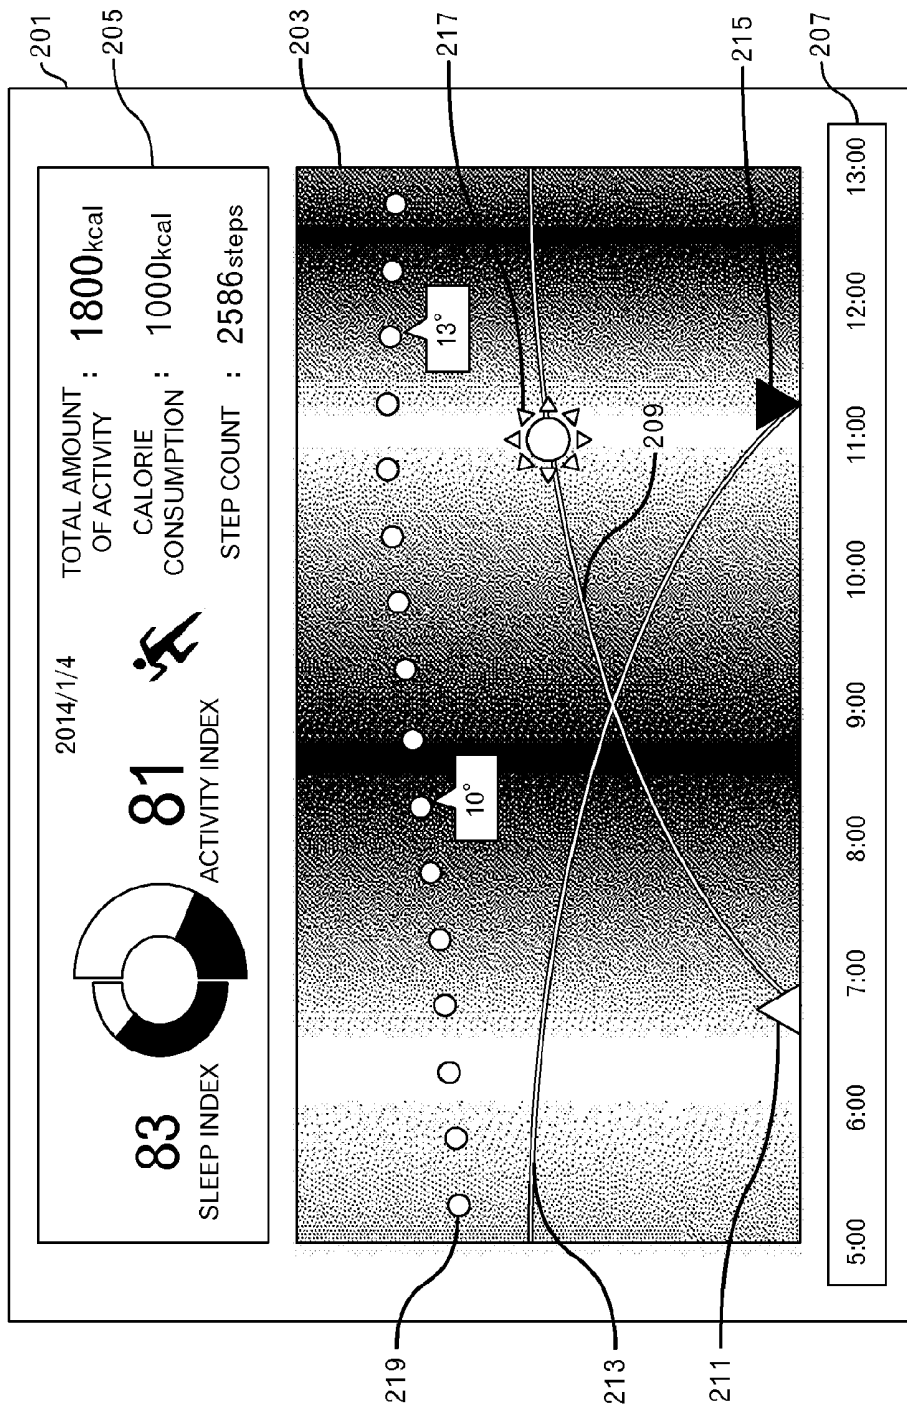 201
205
203
217
215
207
2014/1/4
83
SLEEP INDEX
81
ACTIVITY INDEX
TOTAL AMOUNT
OF ACTIVITY : 1800kcal
CALORIE
CONSUMPTION : 1000kcal
STEP COUNT : 2586steps
10°
13°
209
5:00 6:00 7:00 8:00 9:00 10:00 11:00 12:00 13:00
219
213
211